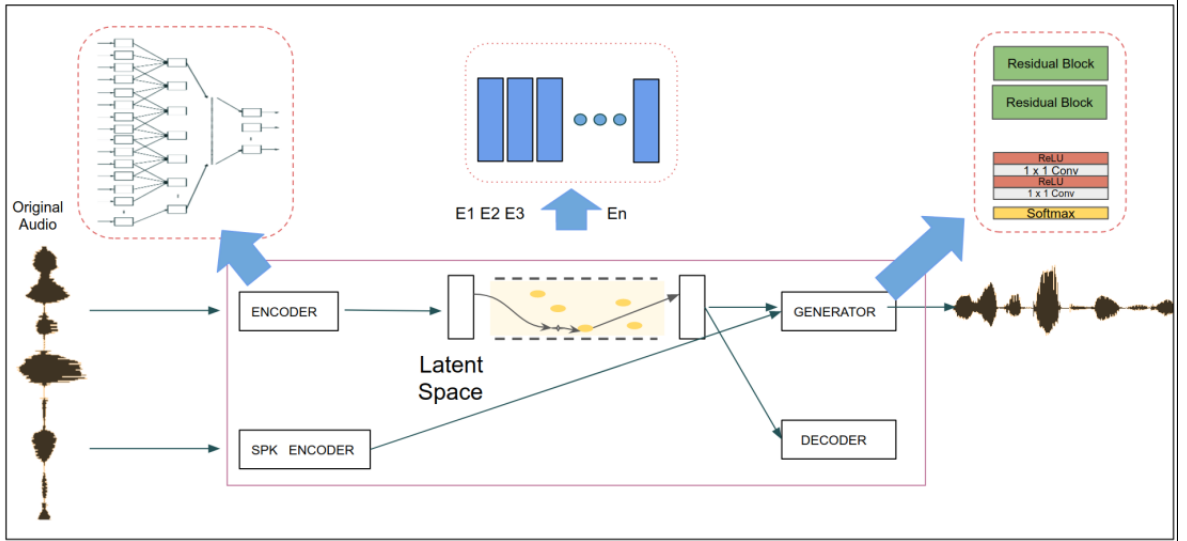 Residual Block
Residual Block
ReLU
1 x 1 Conv
ReLU
1 x 1 Conv
Softmax
Original
Audio
E1 E2 E3
En
ENCODER
GENERATOR
Latent
Space
SPK ENCODER
DECODER